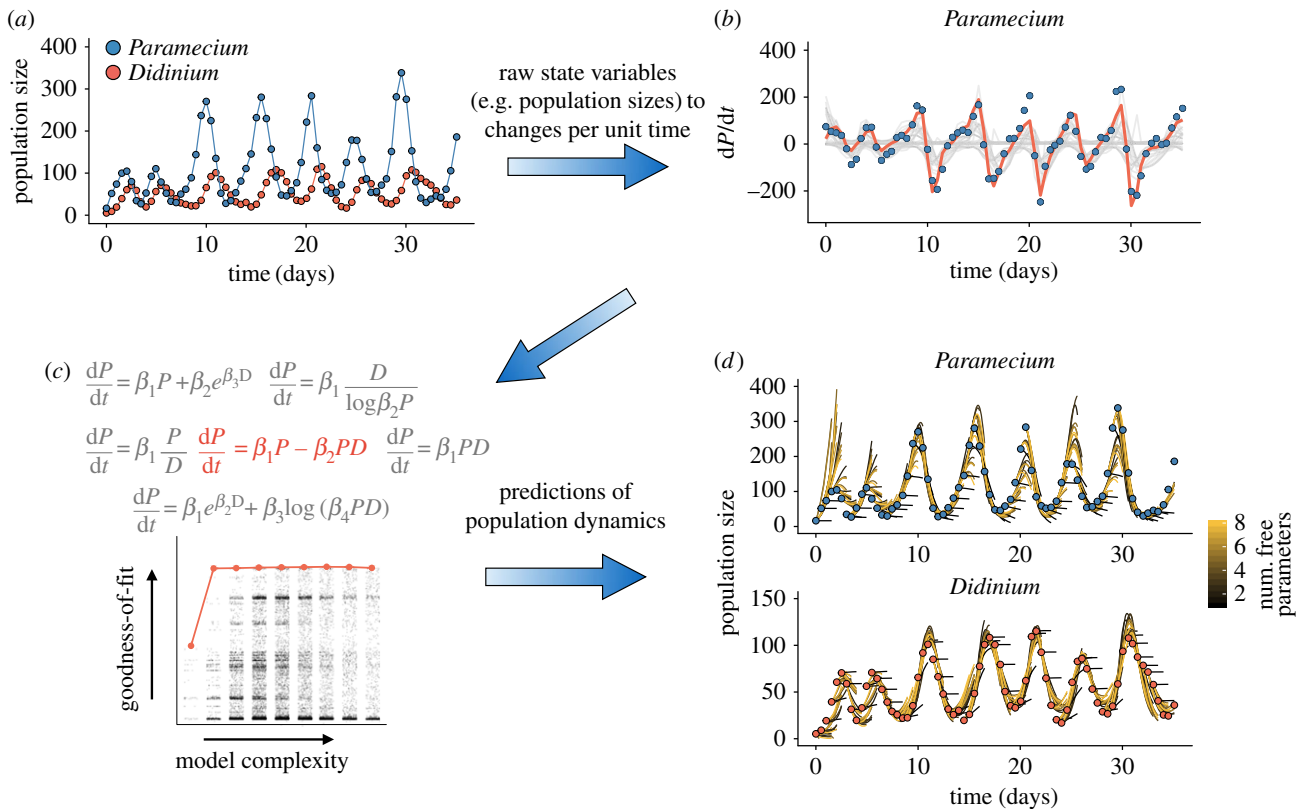 (a)
Paramecium
Didinium
400
300
200
100
0
population size
0 10 20 30
time (days)
raw state variables
(e.g. population sizes) to
changes per unit time
(b)
Paramecium
400
200
0
−200
dP/dt
0 10 20 30
time (days)
(c)
dP/dt = β₁P + β₂e^β₃D dP/dt = β₁ D/logβ₂P
dP/dt = β₁ P/D dP/dt = β₁P − β₂PD dP/dt = β₁PD
dP/dt = β₁e^β₂D + β₃log (β₄PD)
goodness-of-fit
model complexity
predictions of
population dynamics
(d)
Paramecium
400
300
200
100
0
0 10 20 30
population size
Didinium
150
100
50
0
0 10 20 30
time (days)
8
6
4
2
num. free
parameters